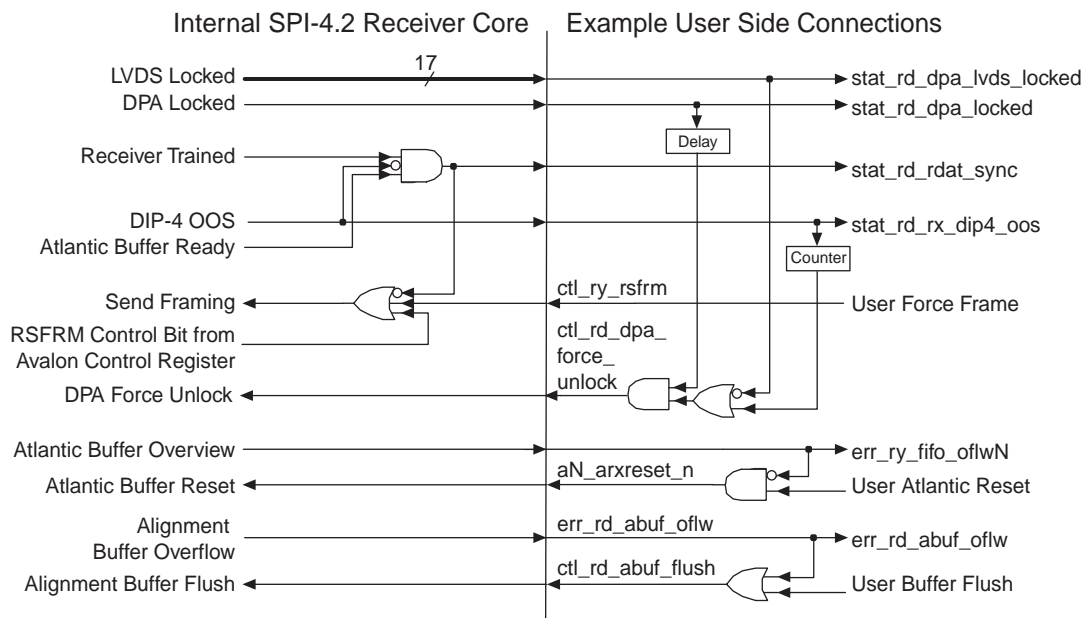 Internal SPI-4.2 Receiver Core
Example User Side Connections
17
LVDS Locked
stat_rd_dpa_lvds_locked
DPA Locked
stat_rd_dpa_locked
Delay
Receiver Trained
stat_rd_rdat_sync
DIP-4 OOS
stat_rd_rx_dip4_oos
Atlantic Buffer Ready
Counter
ctl_ry_rsfrm
Send Framing
User Force Frame
RSFRM Control Bit from
Avalon Control Register
ctl_rd_dpa_
force_
unlock
DPA Force Unlock
Atlantic Buffer Overview
err_ry_fifo_oflwN
aN_arxreset_n
Atlantic Buffer Reset
User Atlantic Reset
Alignment
Buffer Overflow
err_rd_abuf_oflw
err_rd_abuf_oflw
ctl_rd_abuf_flush
Alignment Buffer Flush
User Buffer Flush